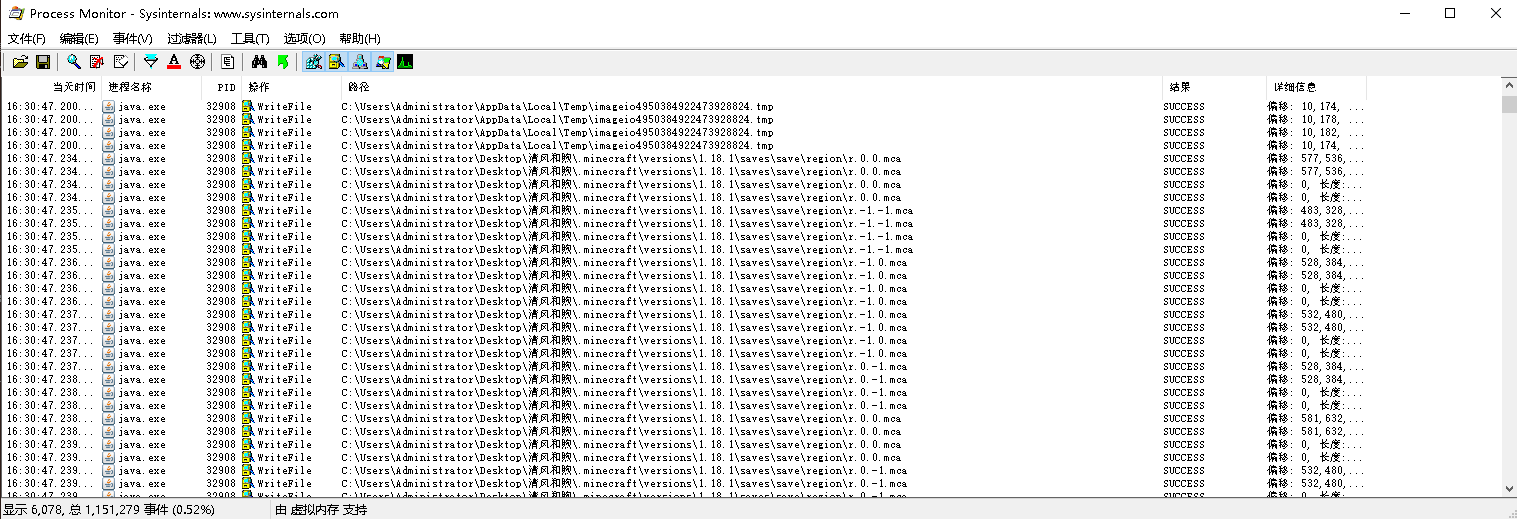 Process Monitor - Sysinternals: www.sysinternals.com
文件(F) 编辑(E) 事件(V) 过滤器(L) 工具(T) 选项(O) 帮助(H)
当天时间 进程名称 PID 操作 路径 结果 详细信息
16:30:47.200... java.exe 32908 WriteFile C:\Users\Administrator\AppData\Local\Temp\imageio4950384922473928824.tmp SUCCESS 偏移: 10,174, ...
16:30:47.200... java.exe 32908 WriteFile C:\Users\Administrator\AppData\Local\Temp\imageio4950384922473928824.tmp SUCCESS 偏移: 10,178, ...
16:30:47.200... java.exe 32908 WriteFile C:\Users\Administrator\AppData\Local\Temp\imageio4950384922473928824.tmp SUCCESS 偏移: 10,182, ...
16:30:47.200... java.exe 32908 WriteFile C:\Users\Administrator\AppData\Local\Temp\imageio4950384922473928824.tmp SUCCESS 偏移: 10,174, ...
16:30:47.234... java.exe 32908 WriteFile C:\Users\Administrator\Desktop\清风和煦\.minecraft\versions\1.18.1\saves\save\region\r.0.0.mca SUCCESS 偏移: 577,536,...
16:30:47.234... java.exe 32908 WriteFile C:\Users\Administrator\Desktop\清风和煦\.minecraft\versions\1.18.1\saves\save\region\r.0.0.mca SUCCESS 偏移: 577,536,...
16:30:47.234... java.exe 32908 WriteFile C:\Users\Administrator\Desktop\清风和煦\.minecraft\versions\1.18.1\saves\save\region\r.0.0.mca SUCCESS 偏移: 0, 长度:...
16:30:47.234... java.exe 32908 WriteFile C:\Users\Administrator\Desktop\清风和煦\.minecraft\versions\1.18.1\saves\save\region\r.0.0.mca SUCCESS 偏移: 0, 长度:...
16:30:47.235... java.exe 32908 WriteFile C:\Users\Administrator\Desktop\清风和煦\.minecraft\versions\1.18.1\saves\save\region\r.-1.-1.mca SUCCESS 偏移: 483,328,...
16:30:47.235... java.exe 32908 WriteFile C:\Users\Administrator\Desktop\清风和煦\.minecraft\versions\1.18.1\saves\save\region\r.-1.-1.mca SUCCESS 偏移: 483,328,...
16:30:47.235... java.exe 32908 WriteFile C:\Users\Administrator\Desktop\清风和煦\.minecraft\versions\1.18.1\saves\save\region\r.-1.-1.mca SUCCESS 偏移: 0, 长度:...
16:30:47.235... java.exe 32908 WriteFile C:\Users\Administrator\Desktop\清风和煦\.minecraft\versions\1.18.1\saves\save\region\r.-1.-1.mca SUCCESS 偏移: 0, 长度:...
16:30:47.236... java.exe 32908 WriteFile C:\Users\Administrator\Desktop\清风和煦\.minecraft\versions\1.18.1\saves\save\region\r.-1.0.mca SUCCESS 偏移: 528,384,...
16:30:47.236... java.exe 32908 WriteFile C:\Users\Administrator\Desktop\清风和煦\.minecraft\versions\1.18.1\saves\save\region\r.-1.0.mca SUCCESS 偏移: 528,384,...
16:30:47.236... java.exe 32908 WriteFile C:\Users\Administrator\Desktop\清风和煦\.minecraft\versions\1.18.1\saves\save\region\r.-1.0.mca SUCCESS 偏移: 0, 长度:...
16:30:47.236... java.exe 32908 WriteFile C:\Users\Administrator\Desktop\清风和煦\.minecraft\versions\1.18.1\saves\save\region\r.-1.0.mca SUCCESS 偏移: 0, 长度:...
16:30:47.237... java.exe 32908 WriteFile C:\Users\Administrator\Desktop\清风和煦\.minecraft\versions\1.18.1\saves\save\region\r.-1.0.mca SUCCESS 偏移: 532,480,...
16:30:47.237... java.exe 32908 WriteFile C:\Users\Administrator\Desktop\清风和煦\.minecraft\versions\1.18.1\saves\save\region\r.-1.0.mca SUCCESS 偏移: 532,480,...
16:30:47.237... java.exe 32908 WriteFile C:\Users\Administrator\Desktop\清风和煦\.minecraft\versions\1.18.1\saves\save\region\r.-1.0.mca SUCCESS 偏移: 0, 长度:...
16:30:47.237... java.exe 32908 WriteFile C:\Users\Administrator\Desktop\清风和煦\.minecraft\versions\1.18.1\saves\save\region\r.-1.0.mca SUCCESS 偏移: 0, 长度:...
16:30:47.237... java.exe 32908 WriteFile C:\Users\Administrator\Desktop\清风和煦\.minecraft\versions\1.18.1\saves\save\region\r.0.-1.mca SUCCESS 偏移: 528,384,...
16:30:47.238... java.exe 32908 WriteFile C:\Users\Administrator\Desktop\清风和煦\.minecraft\versions\1.18.1\saves\save\region\r.0.-1.mca SUCCESS 偏移: 528,384,...
16:30:47.238... java.exe 32908 WriteFile C:\Users\Administrator\Desktop\清风和煦\.minecraft\versions\1.18.1\saves\save\region\r.0.-1.mca SUCCESS 偏移: 0, 长度:...
16:30:47.238... java.exe 32908 WriteFile C:\Users\Administrator\Desktop\清风和煦\.minecraft\versions\1.18.1\saves\save\region\r.0.-1.mca SUCCESS 偏移: 0, 长度:...
16:30:47.238... java.exe 32908 WriteFile C:\Users\Administrator\Desktop\清风和煦\.minecraft\versions\1.18.1\saves\save\region\r.0.0.mca SUCCESS 偏移: 581,632,...
16:30:47.238... java.exe 32908 WriteFile C:\Users\Administrator\Desktop\清风和煦\.minecraft\versions\1.18.1\saves\save\region\r.0.0.mca SUCCESS 偏移: 581,632,...
16:30:47.239... java.exe 32908 WriteFile C:\Users\Administrator\Desktop\清风和煦\.minecraft\versions\1.18.1\saves\save\region\r.0.0.mca SUCCESS 偏移: 0, 长度:...
16:30:47.239... java.exe 32908 WriteFile C:\Users\Administrator\Desktop\清风和煦\.minecraft\versions\1.18.1\saves\save\region\r.0.0.mca SUCCESS 偏移: 0, 长度:...
16:30:47.239... java.exe 32908 WriteFile C:\Users\Administrator\Desktop\清风和煦\.minecraft\versions\1.18.1\saves\save\region\r.0.-1.mca SUCCESS 偏移: 532,480,...
16:30:47.239... java.exe 32908 WriteFile C:\Users\Administrator\Desktop\清风和煦\.minecraft\versions\1.18.1\saves\save\region\r.0.-1.mca SUCCESS 偏移: 532,480,...
16:30:47.239... java.exe 32908 WriteFile C:\Users\Administrator\Desktop\清风和煦\.minecraft\versions\1.18.1\saves\save\region\r.0.-1.mca SUCCESS 偏移: 0, 长度:...
显示 6,078, 总 1,151,279 事件 (0.52%) 由 虚拟内存 支持